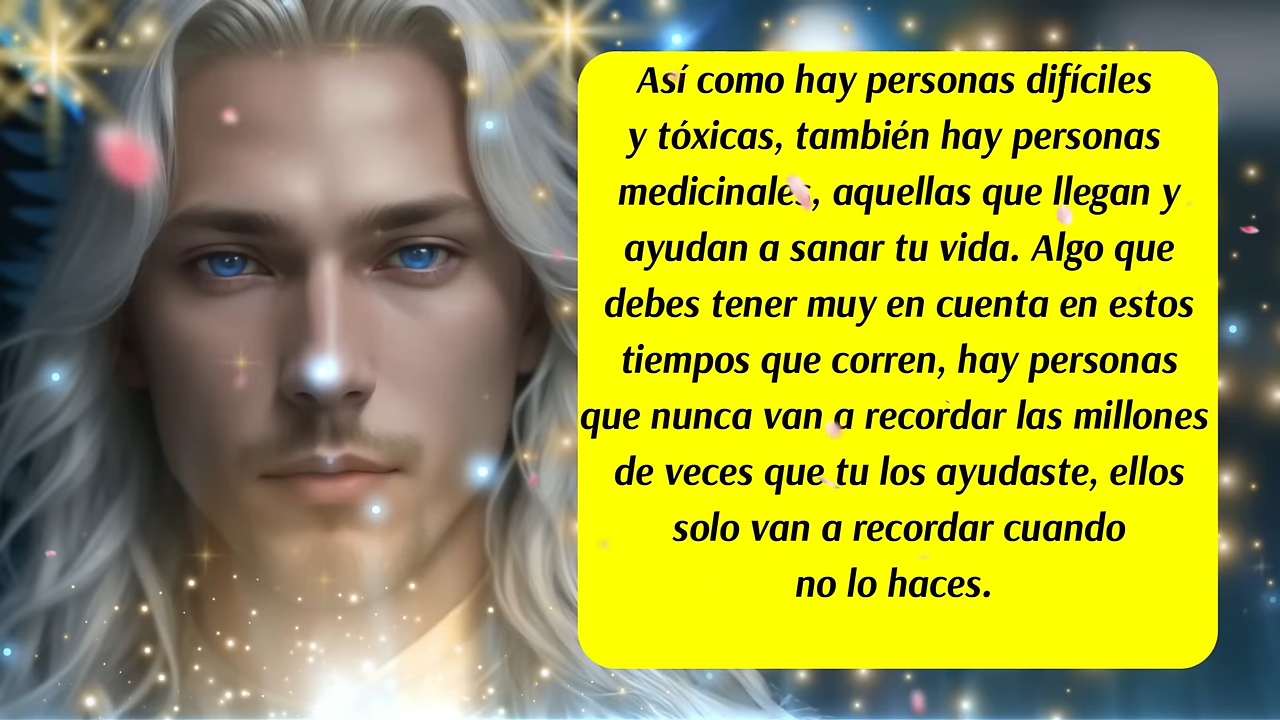 Así como hay personas difíciles
y tóxicas, también hay personas
medicinales, aquellas que llegan y
ayudan a sanar tu vida. Algo que
debes tener muy en cuenta en estos
tiempos que corren, hay personas
que nunca van a recordar las millones
de veces que tu los ayudaste, ellos
solo van a recordar cuando
no lo haces.